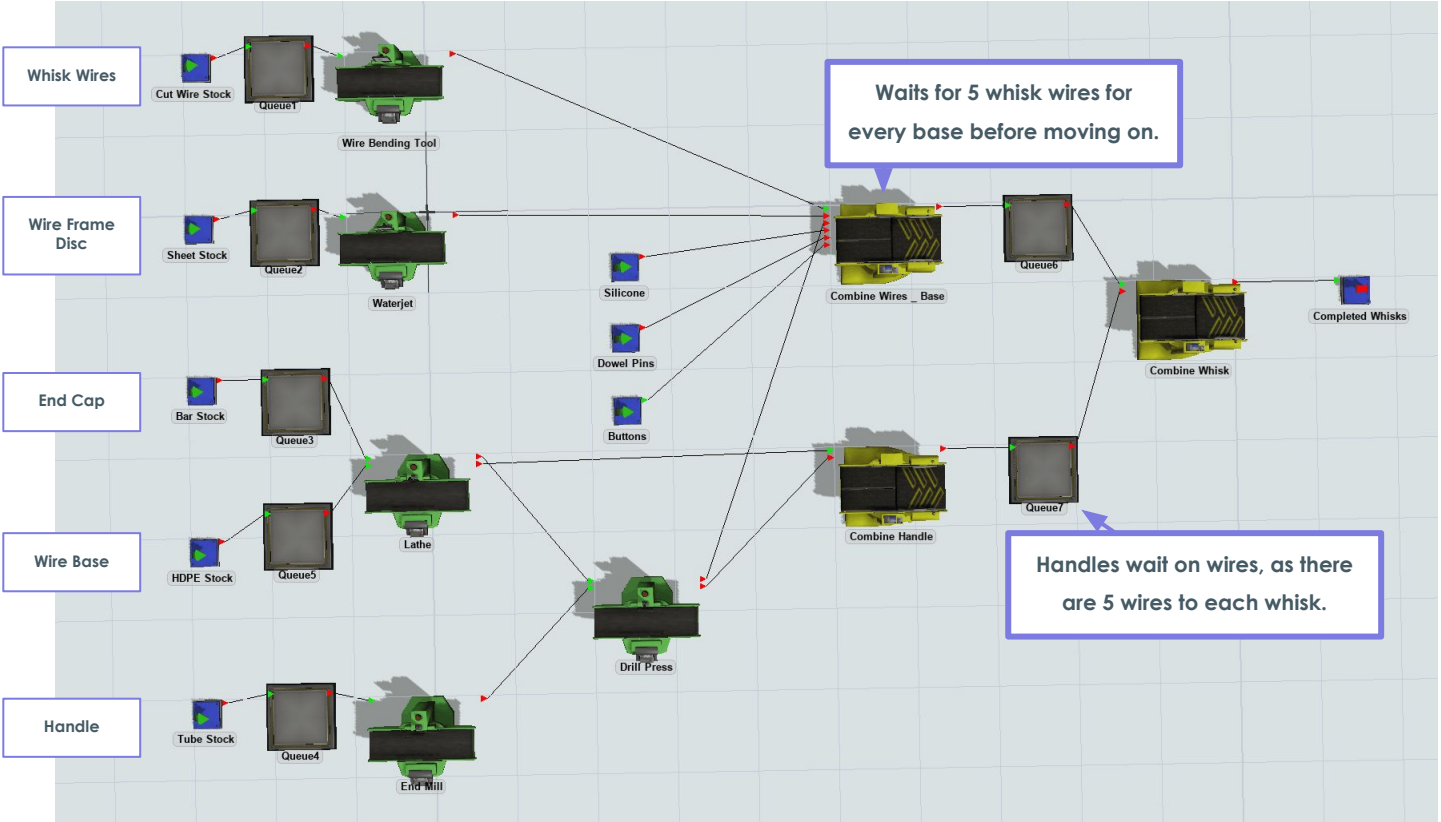 Whisk Wires
Cut Wire Stock
Queue1
Wire Bending Tool
Waits for 5 whisk wires for
every base before moving on.
Wire Frame
Disc
Sheet Stock
Queue2
Waterjet
Silicone
Dowel Pins
Buttons
Combine Wires _ Base
Queue6
Combine Whisk
Completed Whisks
End Cap
Bar Stock
Queue3
Lathe
Wire Base
HDPE Stock
Queue5
Combine Handle
Queue7
Handles wait on wires, as there
are 5 wires to each whisk.
Drill Press
Handle
Tube Stock
Queue4
End Mill